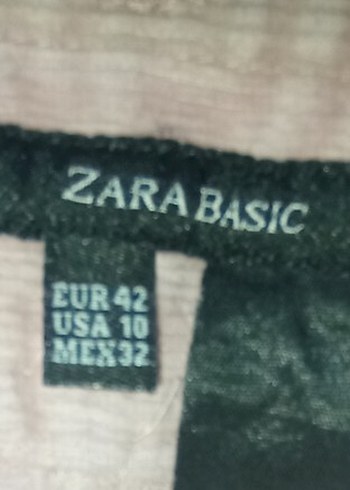 ZARA BASIC
EUR 42
USA 10
MEX 32